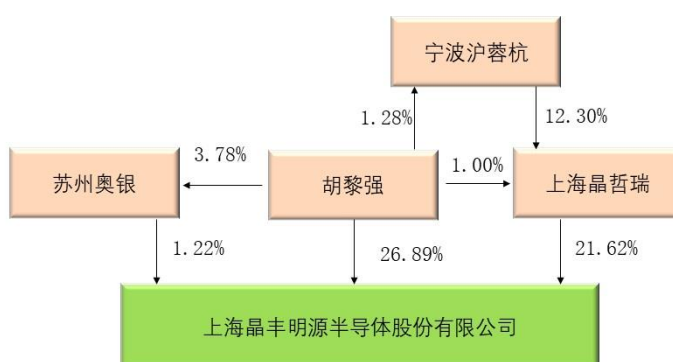 宁波沪蓉杭
1.28%
12.30%
苏州奥银
3.78%
胡黎强
1.00%
上海晶哲瑞
1.22%
26.89%
21.62%
上海晶丰明源半导体股份有限公司